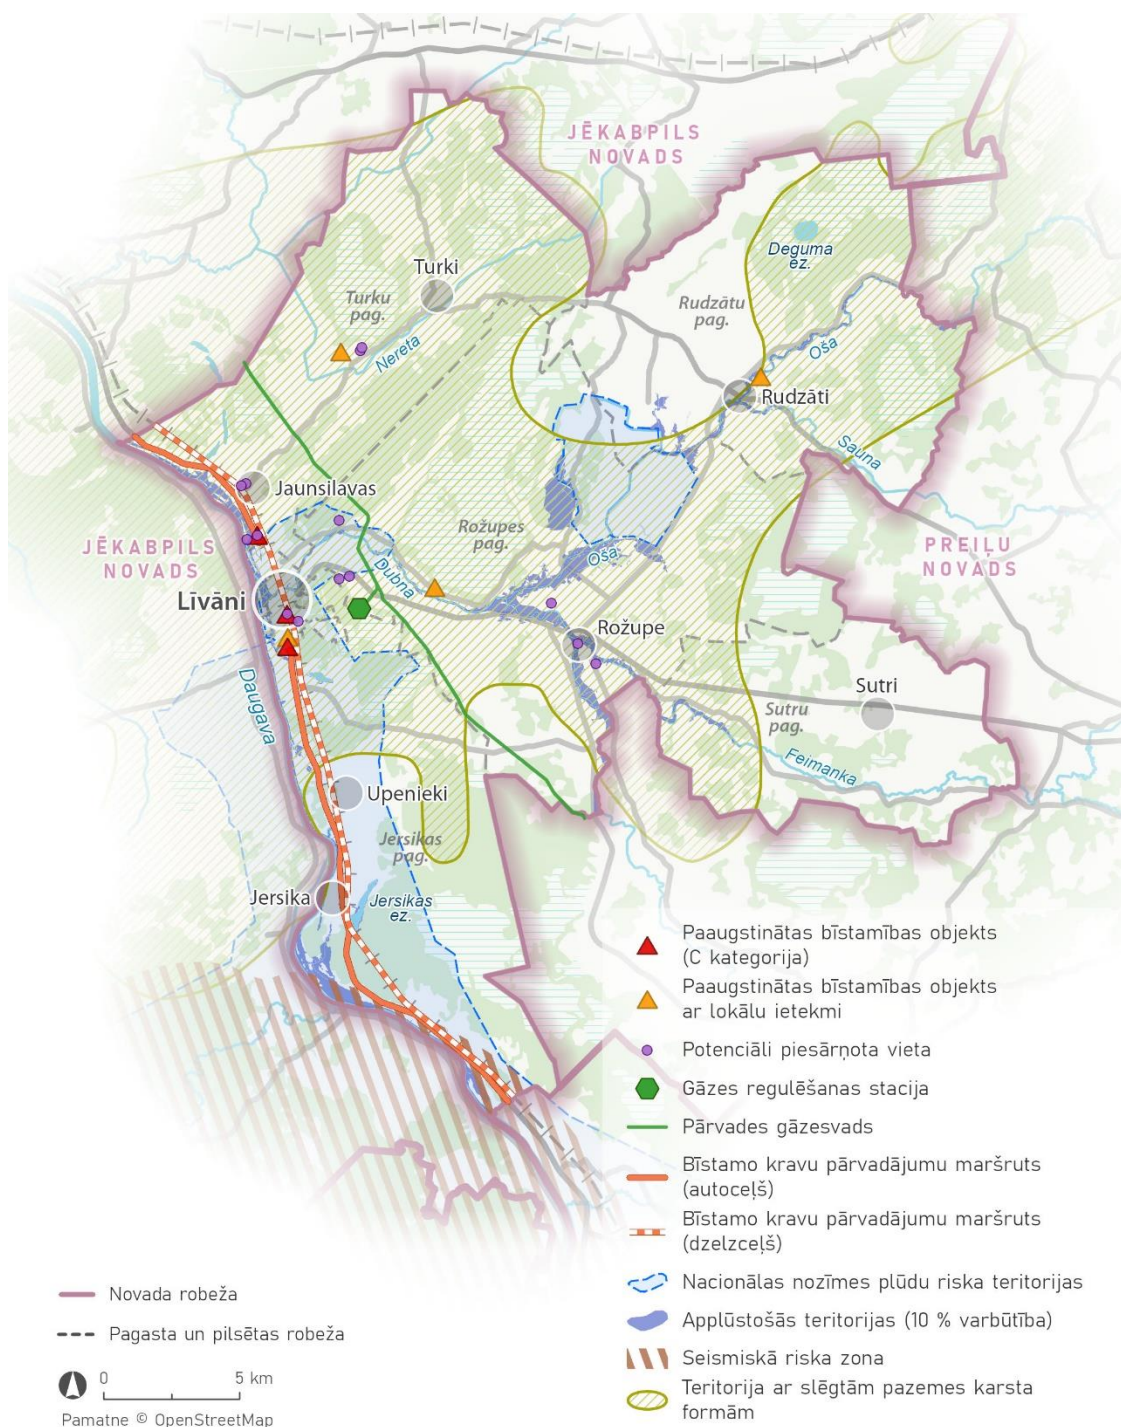 JĒKABPILS
NOVADS
Turki
Deguma
ez.
Turku
pag.
Rudzātu
pag.
Nereta
Oša
Rudzāti
Sauna
Jaunsilavas
Rožupes
pag.
JĒKABPILS
NOVADS
PREIĻU
NOVADS
Oša
Dubna
Līvāni
Rožupe
Daugava
Sutri
Sutru
pag.
Feimanka
Upenieki
Jersikas
pag.
Jersika
Jersikas
ez.
Paaugstinātas bīstamības objekts
(C kategorija)
Paaugstinātas bīstamības objekts
ar lokālu ietekmi
Potenciāli piesārņota vieta
Gāzes regulēšanas stacija
Pārvades gāzesvads
Bīstamo kravu pārvadājumu maršruts
(autoceļš)
Bīstamo kravu pārvadājumu maršruts
(dzelzceļš)
Nacionālas nozīmes plūdu riska teritorijas
Applūstošās teritorijas (10 % varbūtība)
Seismiskā riska zona
Teritorija ar slēgtām pazemes karsta
formām
Novada robeža
Pagasta un pilsētas robeža
0 5 km
Pamatne © OpenStreetMap